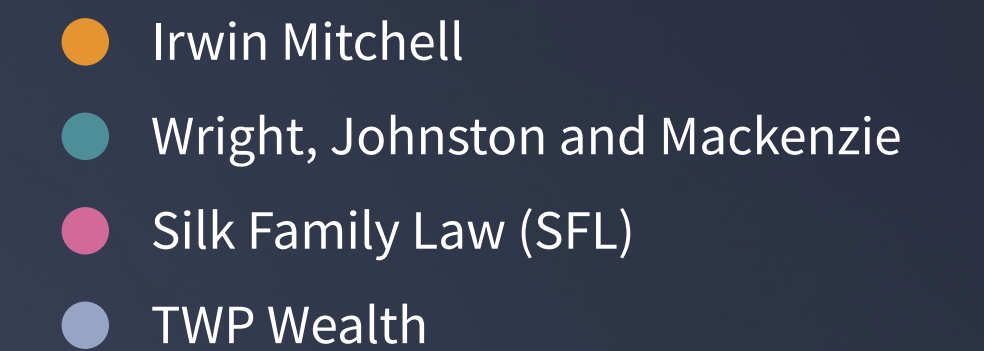 Irwin Mitchell
Wright, Johnston and Mackenzie
Silk Family Law (SFL)
TWP Wealth